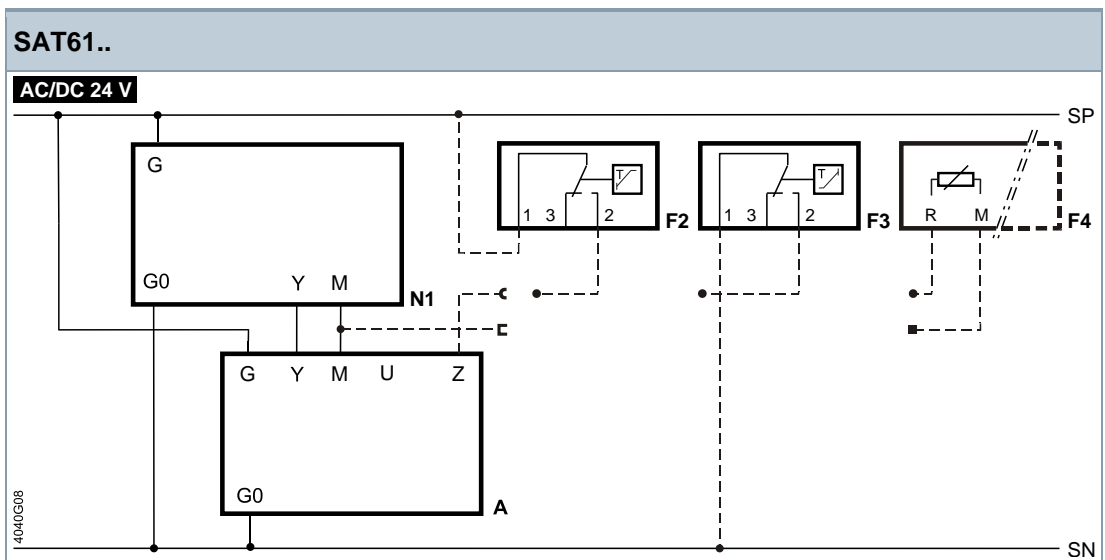 SAT61..
AC/DC 24 V
SP
G
G0 Y M
N1
T
1 3 2
F2
T
1 3 2
F3
R M
F4
G Y M U Z
G0
A
4040G08
SN